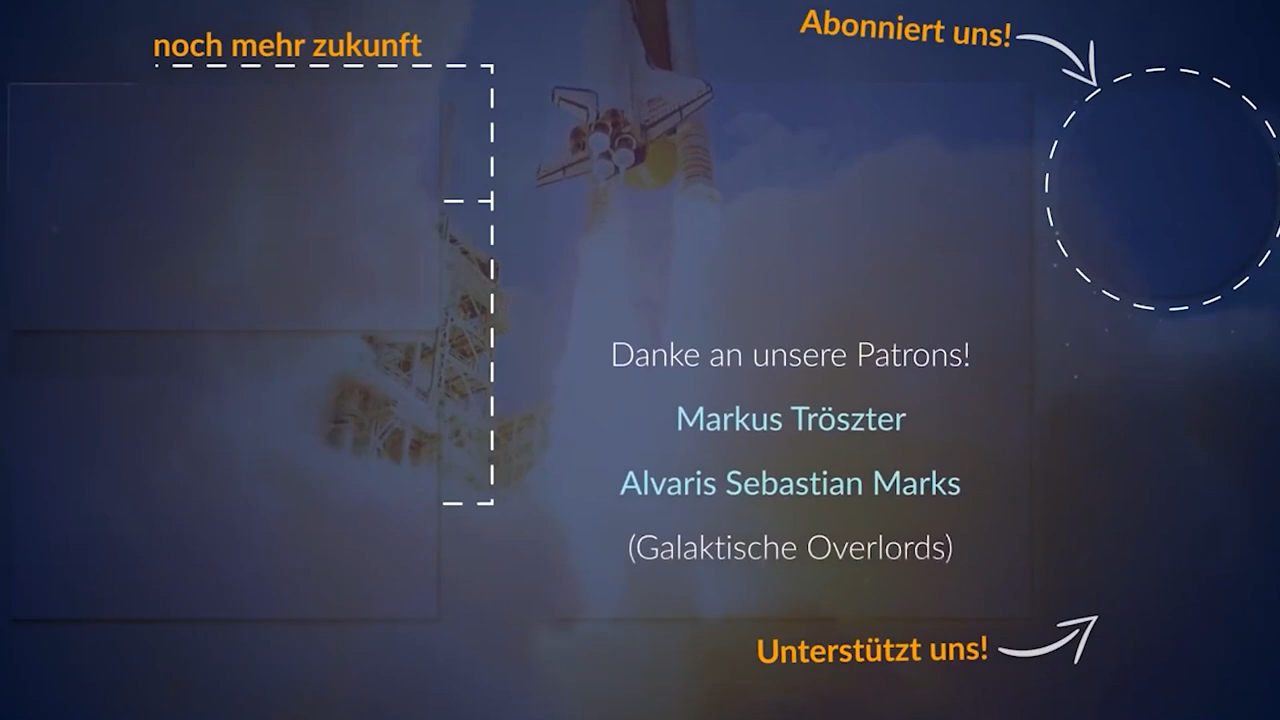 noch mehr zukunft
Abonniert uns!
Danke an unsere Patrons!
Markus Tröszter
Alvaris Sebastian Marks
(Galaktische Overlords)
Unterstützt uns!